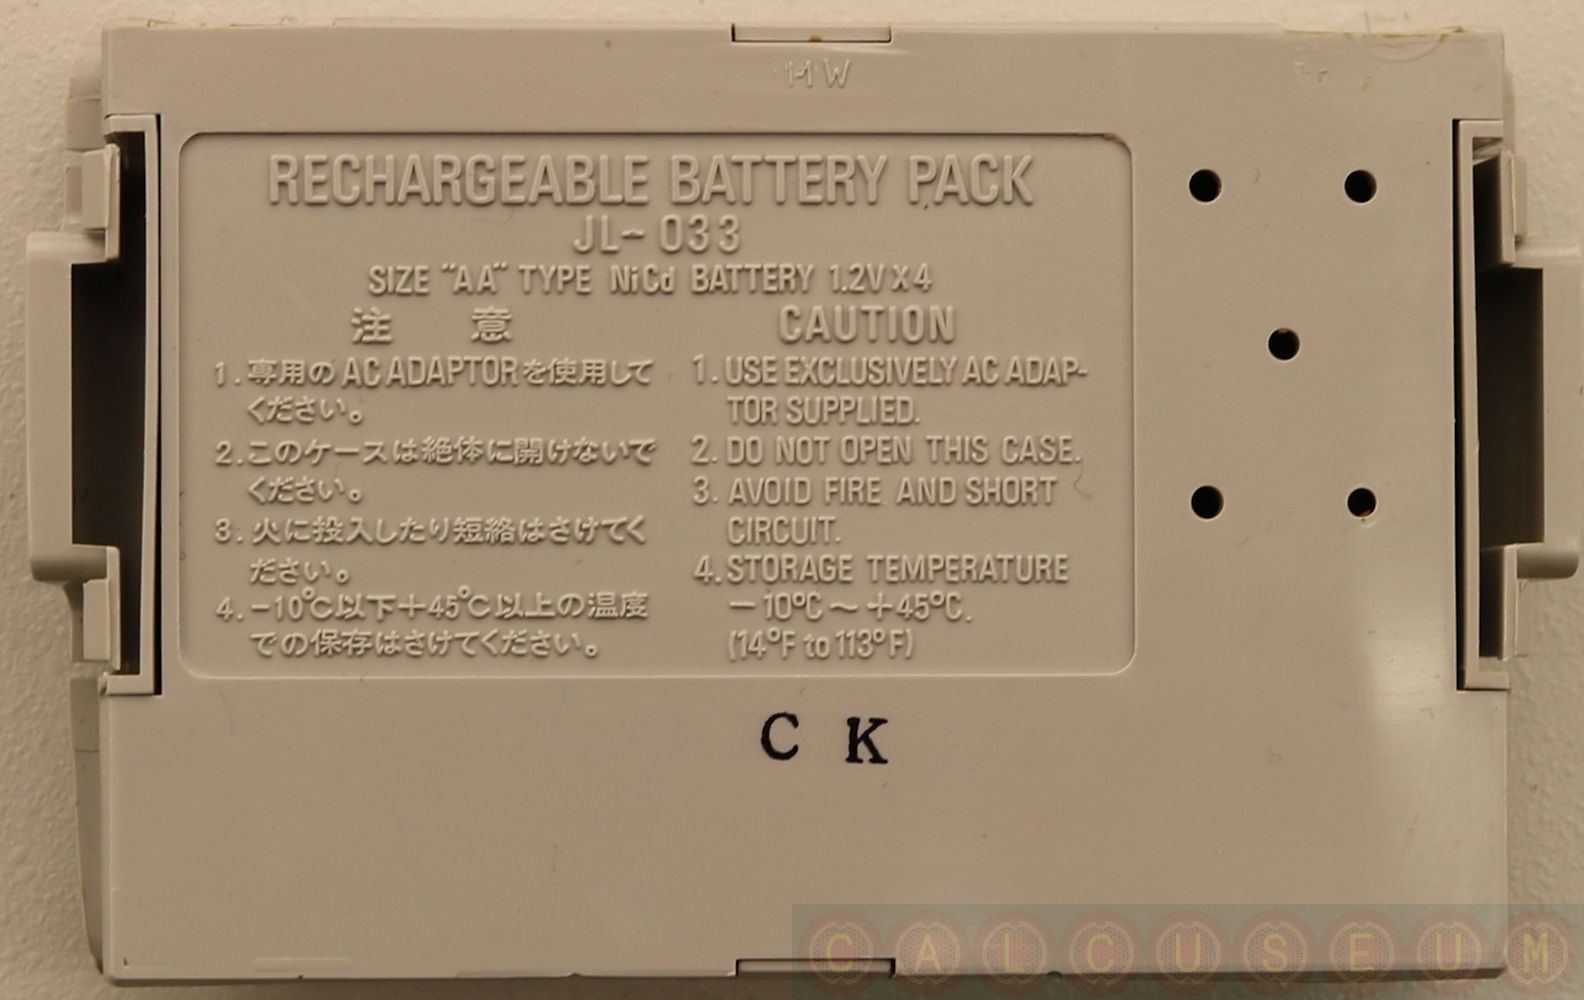 MW
RECHARGEABLE BATTERY PACK
JL-033
SIZE "AA" TYPE NiCd BATTERY 1.2V×4
注 意
1.専用のAC ADAPTORを使用して
ください。
2.このケースは絶体に開けないで
ください。
3.火に投入したり短絡はさけてく
ださい。
4.-10℃以下+45℃以上の温度
での保存はさけてください。
CAUTION
1.USE EXCLUSIVELY AC ADAP-
TOR SUPPLIED.
2.DO NOT OPEN THIS CASE.
3. AVOID FIRE AND SHORT
CIRCUIT.
4.STORAGE TEMPERATURE
-10°C~+45°C.
(14°F to 113°F)
C K
CALCUSEUM